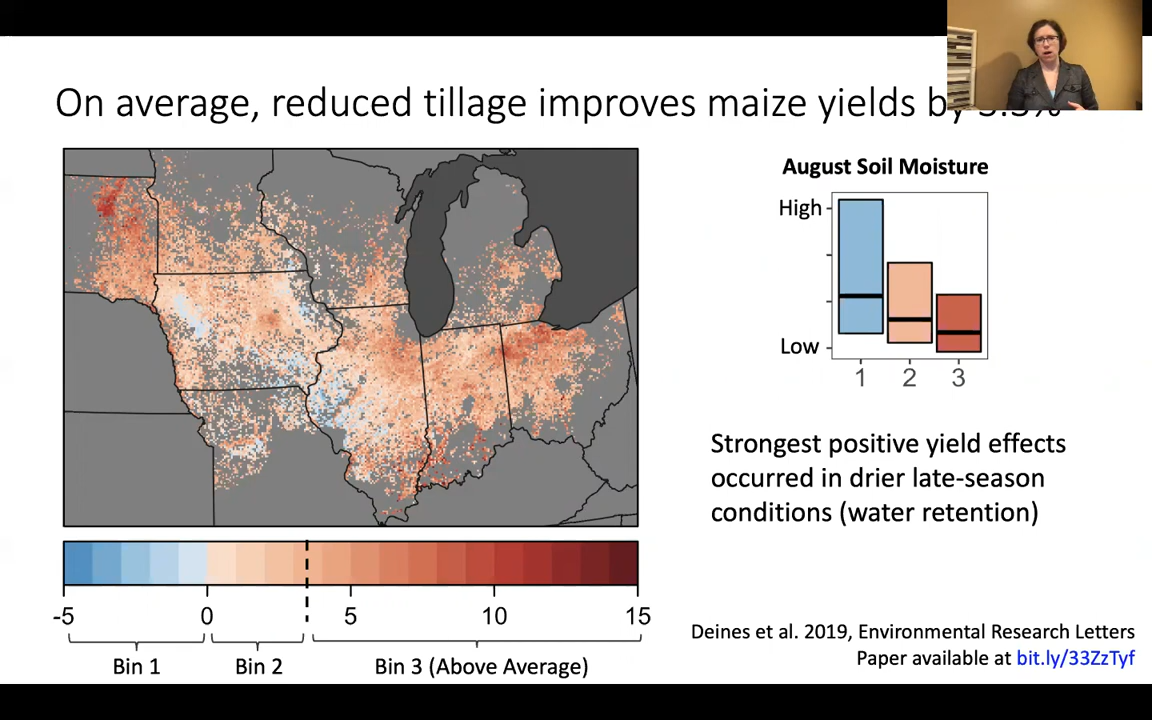 On average, reduced tillage improves maize yields by
August Soil Moisture
High
Low
1 2 3
Strongest positive yield effects
occurred in drier late-season
conditions (water retention)
-5 0 5 10 15
Bin 1 Bin 2 Bin 3 (Above Average)
Deines et al. 2019, Environmental Research Letters
Paper available at bit.ly/33ZzTyf